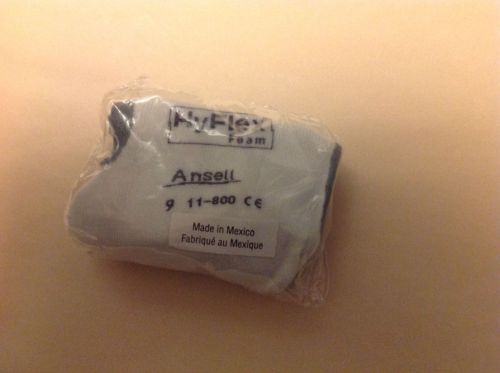 HyFlex
Foam
Ansell
9 11-800 CE
Made in Mexico
Fabriqué au Mexique